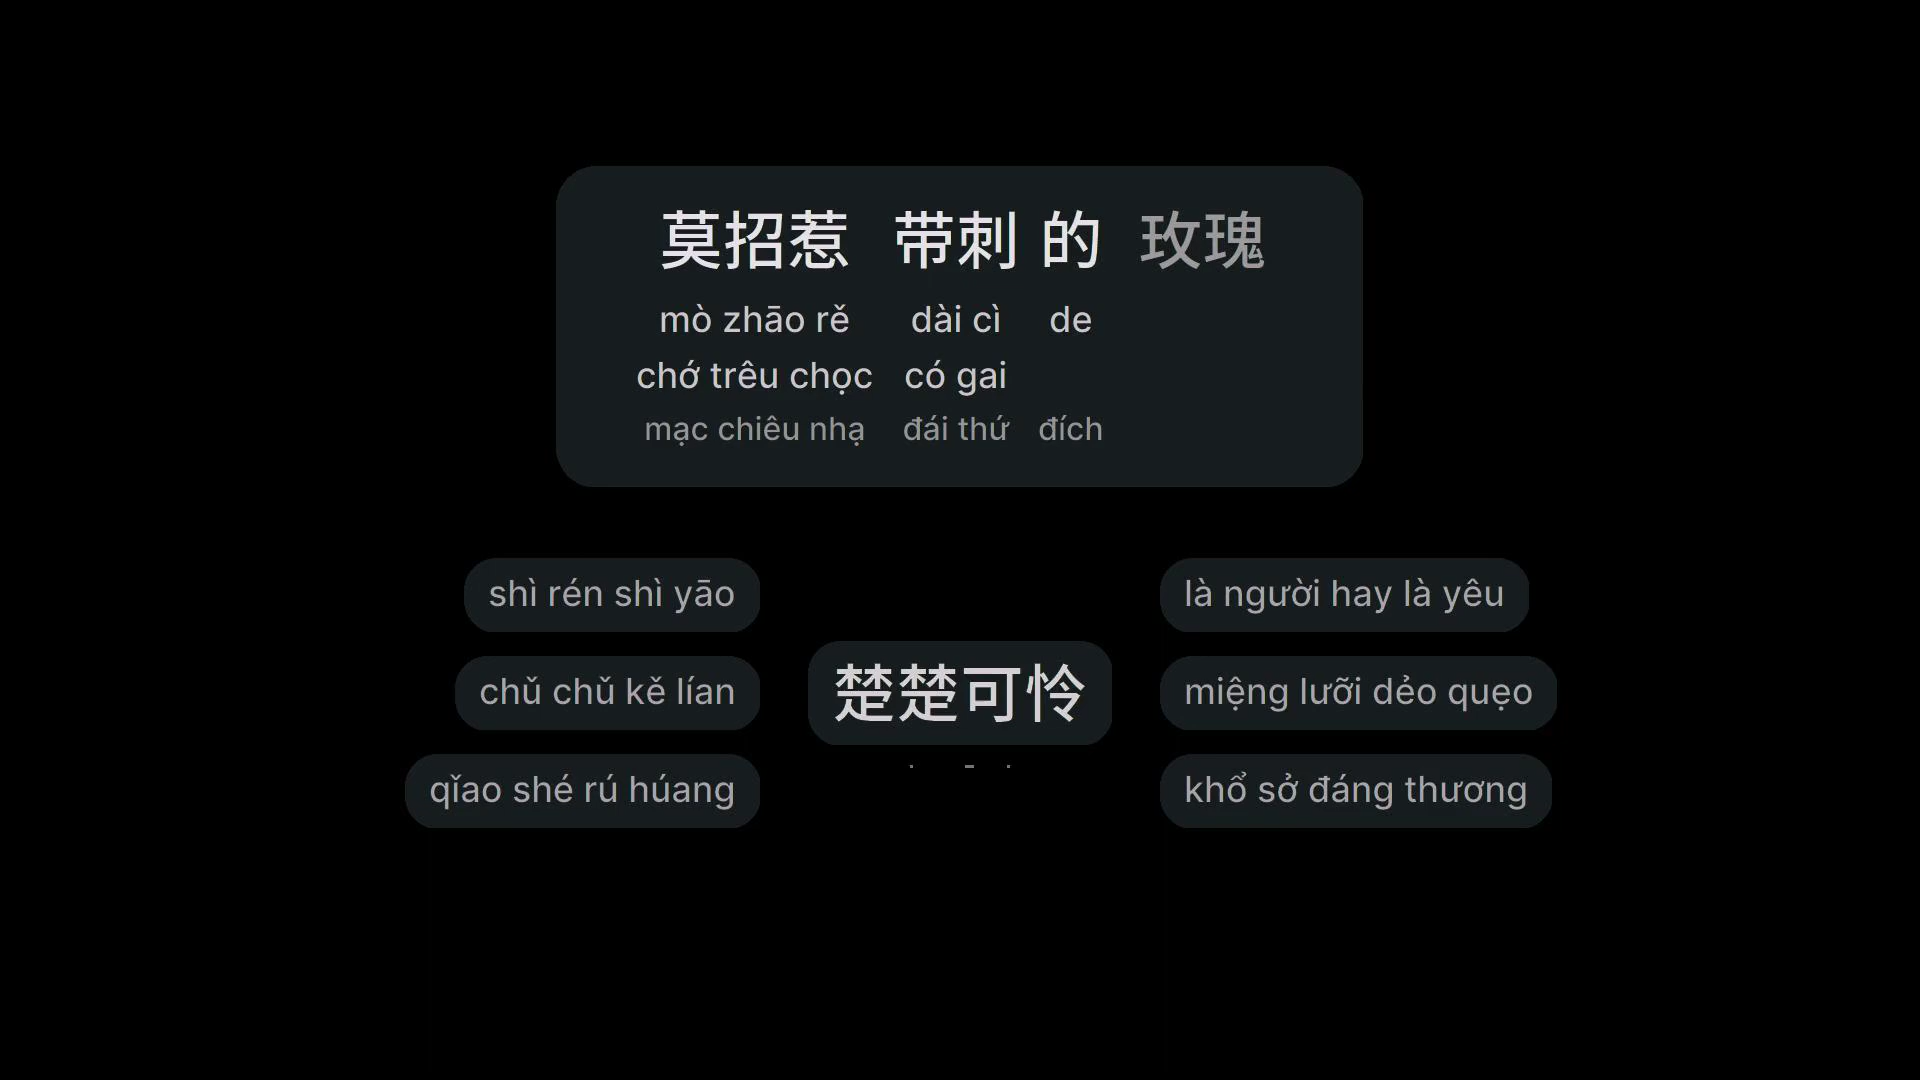 莫招惹 带刺 的 玫瑰
mò zhāo rě dài cì de
chớ trêu chọc có gai
mạc chiêu nhạ đái thứ đích
shì rén shì yāo
chǔ chǔ kě lían
qǐao shé rú húang
楚楚可怜
là người hay là yêu
miệng lưỡi dẻo quẹo
khổ sở đáng thương